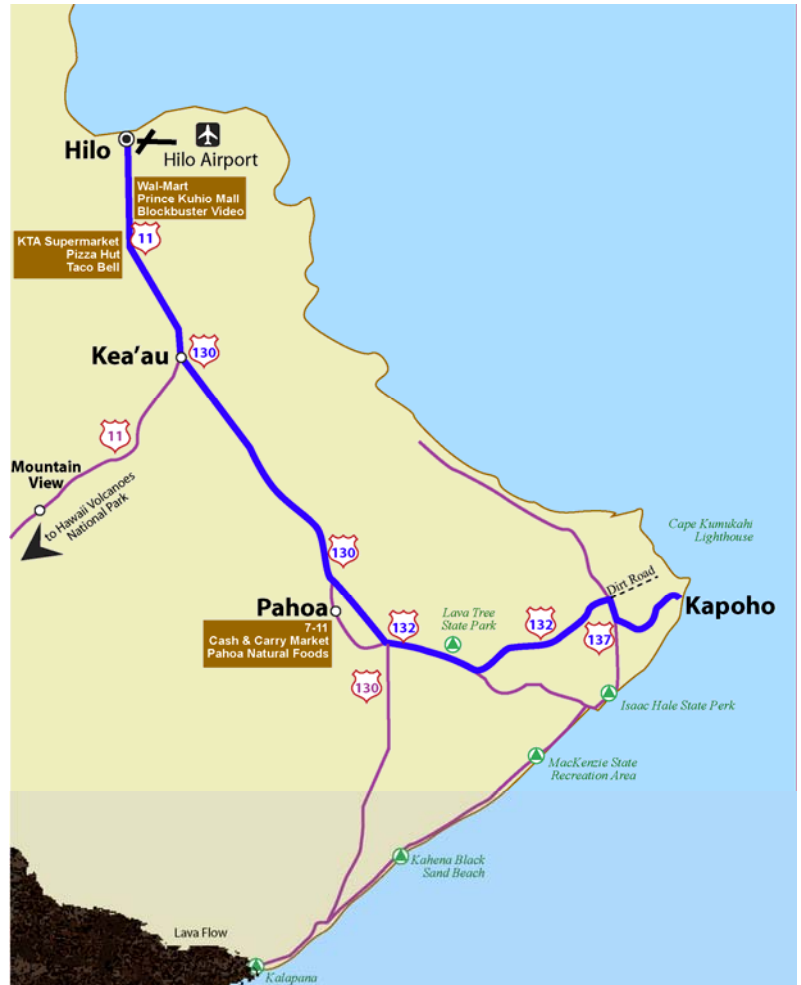 Hilo
Hilo Airport
Wal-Mart
Prince Kuhio Mall
Blockbuster Video
KTA Supermarket
Pizza Hut
Taco Bell
11
Kea'au
130
11
Mountain
View
to Hawaii Volcanoes
National Park
Cape Kumukahi
Lighthouse
130
Dirt Road
Pahoa
Kapoho
7-11
Cash & Carry Market
Pahoa Natural Foods
Lava Tree
State Park
132
132
137
130
Isaac Hale State Perk
MacKenzie State
Recreation Area
Kahena Black
Sand Beach
Lava Flow
Kalapana